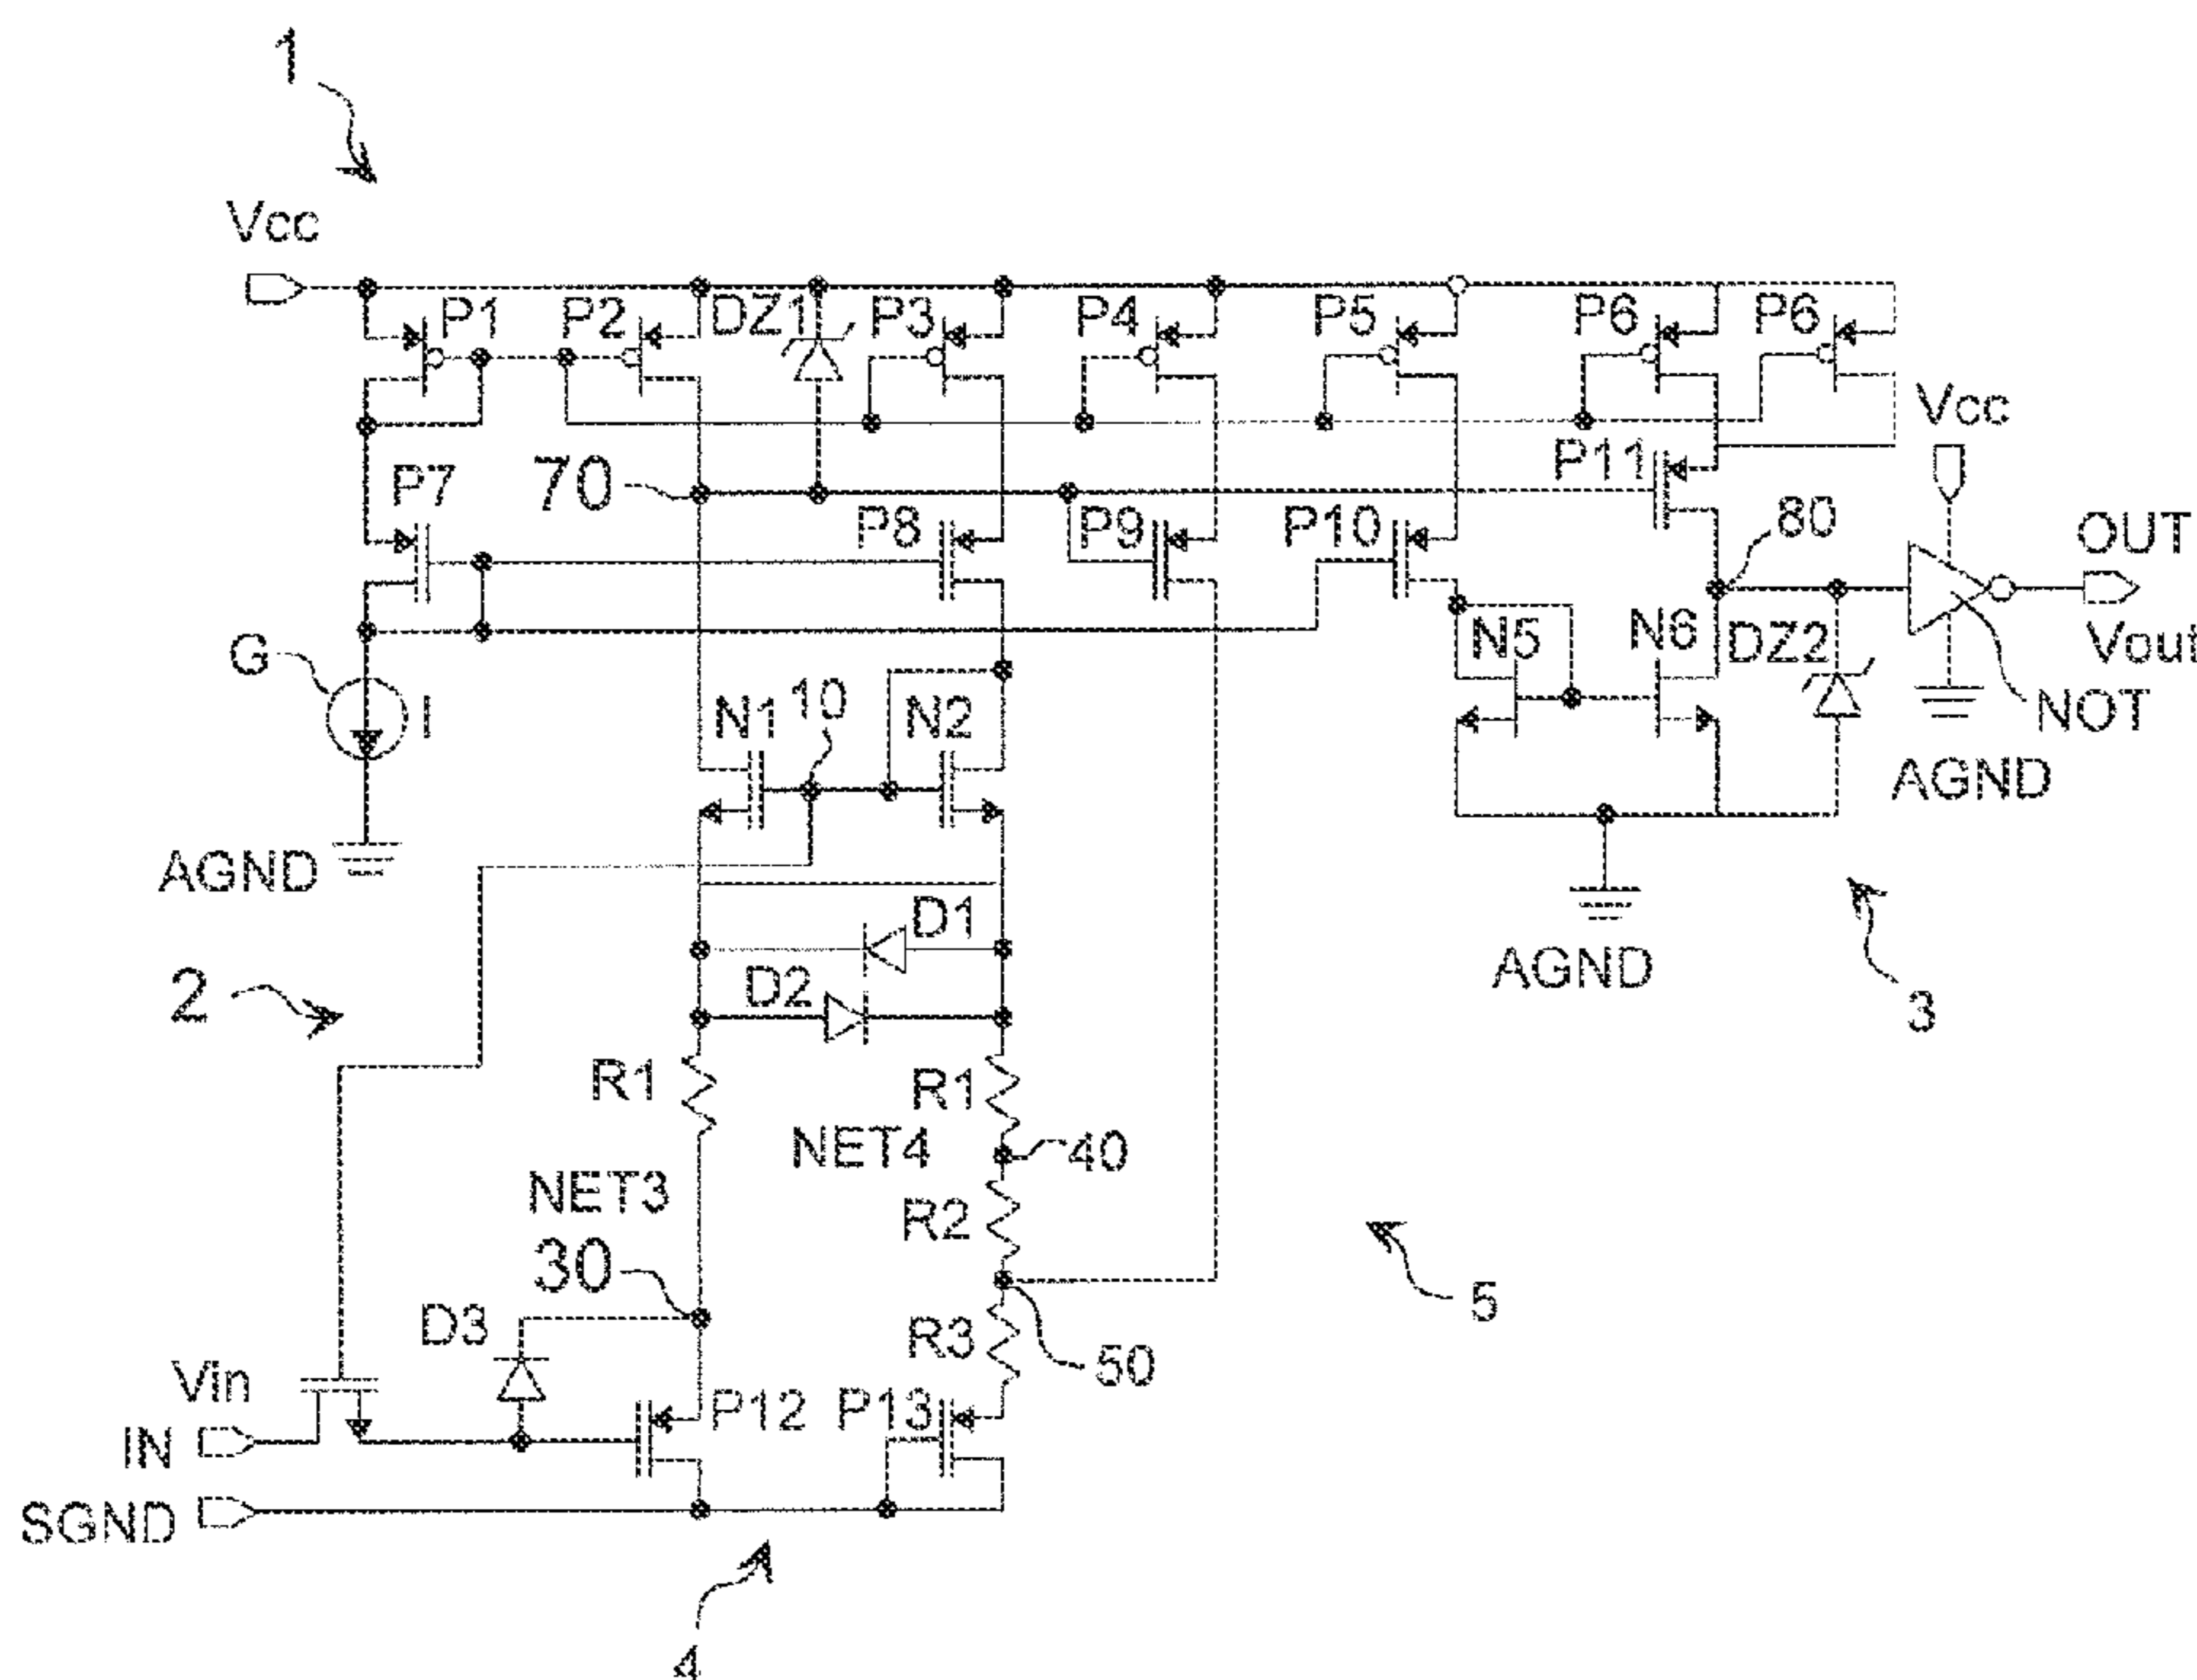 1
Vcc
P1
P2
DZ1
P3
P4
P5
P6
P6
Vcc
P7
70
P8
P9
P10
P11
80
OUT
Vout
G
I
N1
10
N2
N5
N6
DZ2
NOT
AGND
AGND
AGND
D1
2
D2
3
R1
R1
NET4
40
NET3
R2
30
D3
R3
50
5
Vin
P12
P13
IN
SGND
4